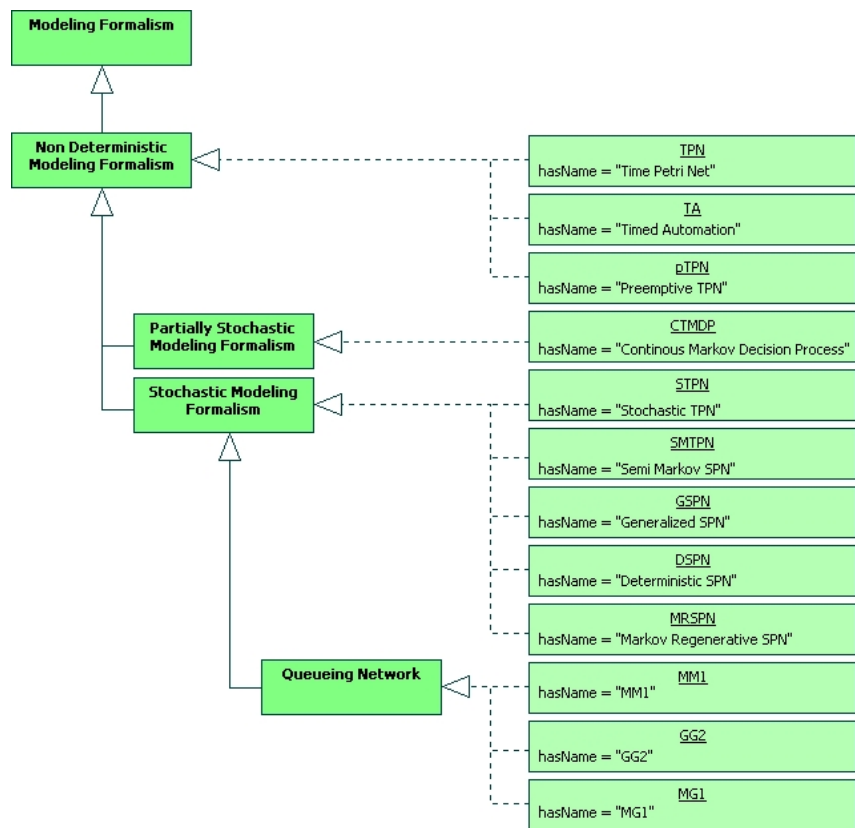 Modeling Formalism
Non Deterministic
Modeling Formalism
TPN
hasName = "Time Petri Net"
TA
hasName = "Timed Automation"
pTPN
hasName = "Preemptive TPN"
Partially Stochastic
Modeling Formalism
CTMDP
hasName = "Continous Markov Decision Process"
Stochastic Modeling
Formalism
STPN
hasName = "Stochastic TPN"
SMTPN
hasName = "Semi Markov SPN"
GSPN
hasName = "Generalized SPN"
DSPN
hasName = "Deterministic SPN"
MRSPN
hasName = "Markov Regenerative SPN"
Queueing Network
MM1
hasName = "MM1"
GG2
hasName = "GG2"
MG1
hasName = "MG1"